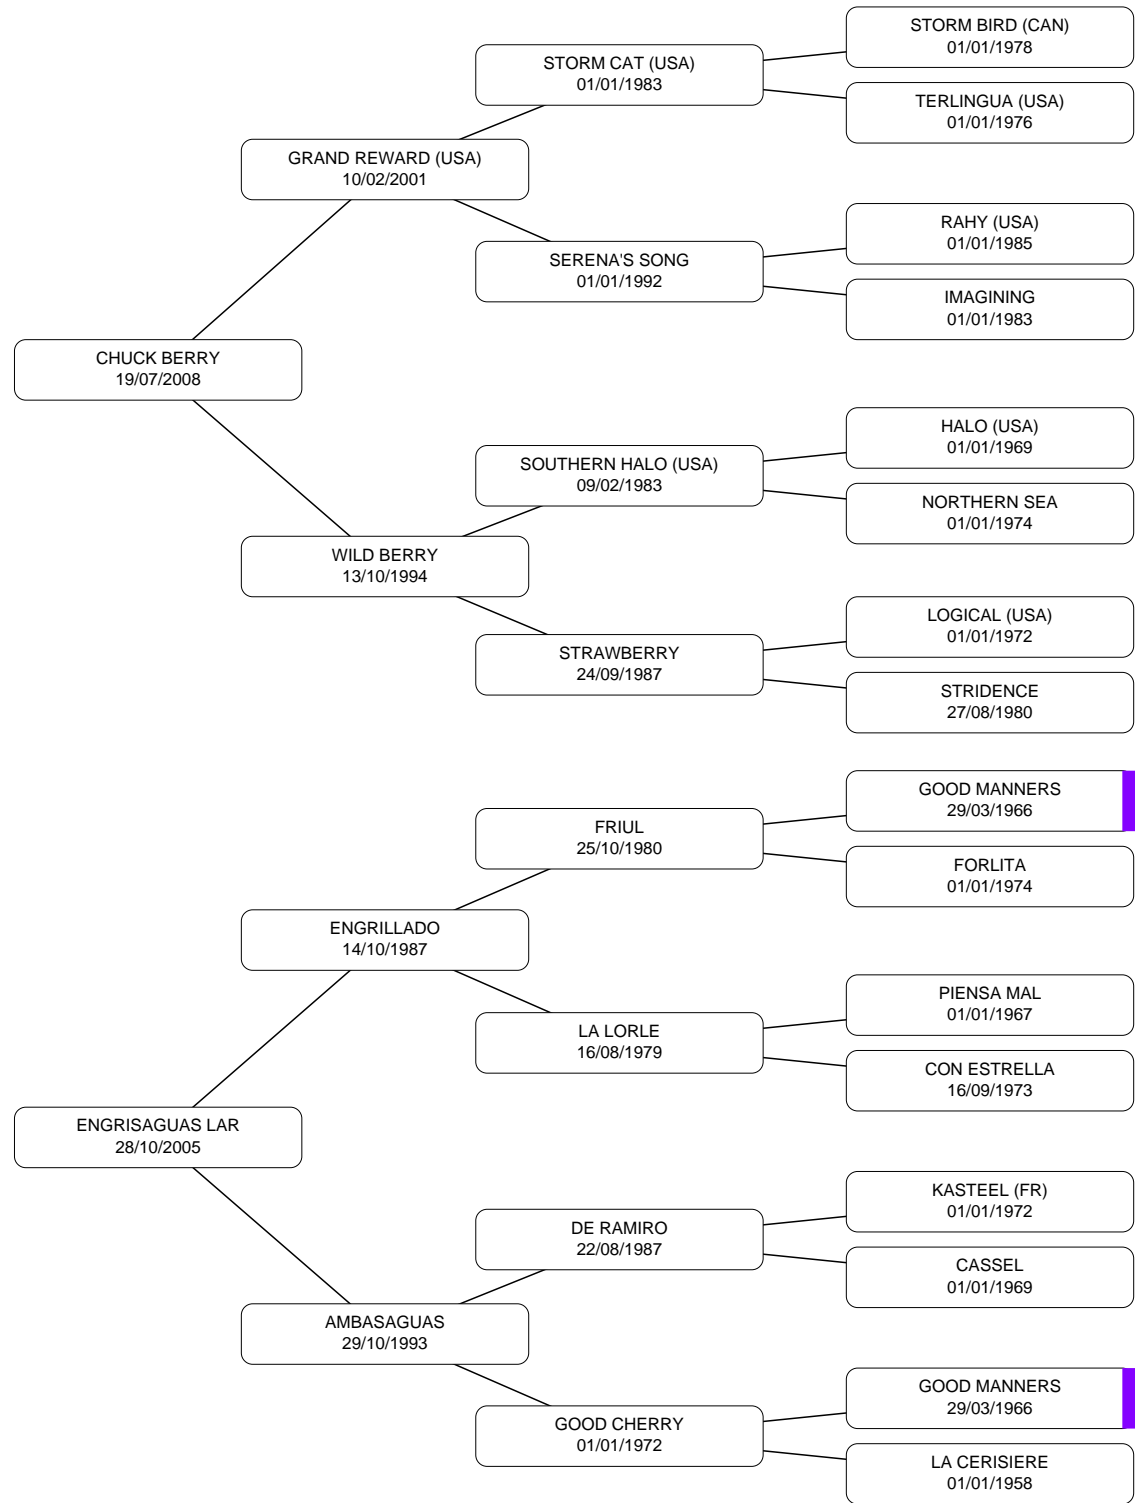 STORM BIRD (CAN)
01/01/1978
STORM CAT (USA)
01/01/1983
TERLINGUA (USA)
01/01/1976
GRAND REWARD (USA)
10/02/2001
RAHY (USA)
01/01/1985
SERENA'S SONG
01/01/1992
IMAGINING
01/01/1983
CHUCK BERRY
19/07/2008
HALO (USA)
01/01/1969
SOUTHERN HALO (USA)
09/02/1983
NORTHERN SEA
01/01/1974
WILD BERRY
13/10/1994
LOGICAL (USA)
01/01/1972
STRAWBERRY
24/09/1987
STRIDENCE
27/08/1980
GOOD MANNERS
29/03/1966
FRIUL
25/10/1980
FORLITA
01/01/1974
ENGRILLADO
14/10/1987
PIENSA MAL
01/01/1967
LA LORLE
16/08/1979
CON ESTRELLA
16/09/1973
ENGRISAGUAS LAR
28/10/2005
KASTEEL (FR)
01/01/1972
DE RAMIRO
22/08/1987
CASSEL
01/01/1969
AMBASAGUAS
29/10/1993
GOOD MANNERS
29/03/1966
GOOD CHERRY
01/01/1972
LA CERISIERE
01/01/1958